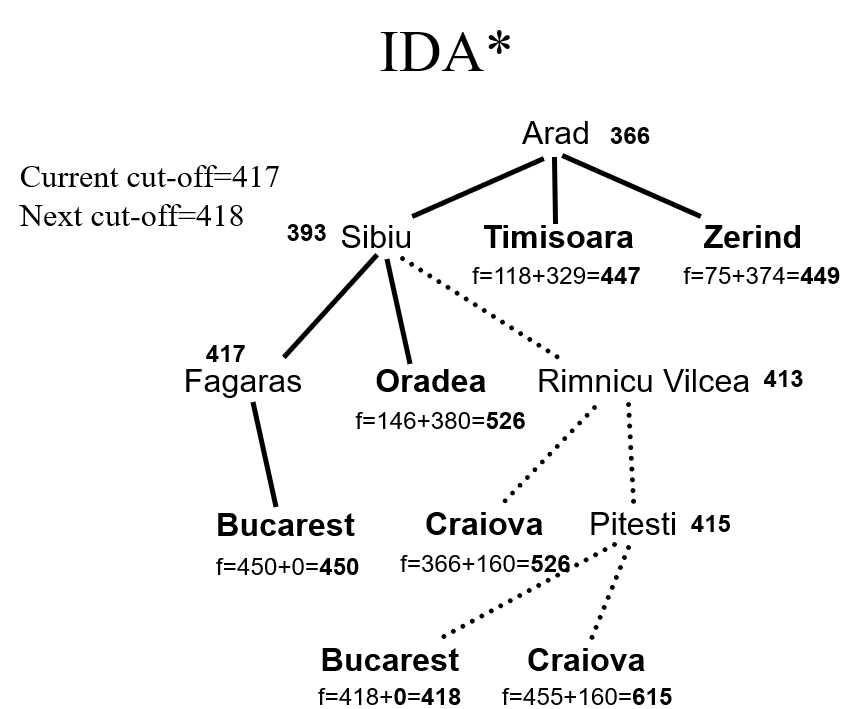 IDA*
Arad 366
Current cut-off=417
Next cut-off=418
393 Sibiu
Timisoara
Zerind
f=118+329=447
f=75+374=449
417
Fagaras
Oradea
Rimnicu Vilcea 413
f=146+380=526
Bucarest
Craiova
Pitesti 415
f=450+0=450
f=366+160=526
Bucarest
Craiova
f=418+0=418
f=455+160=615